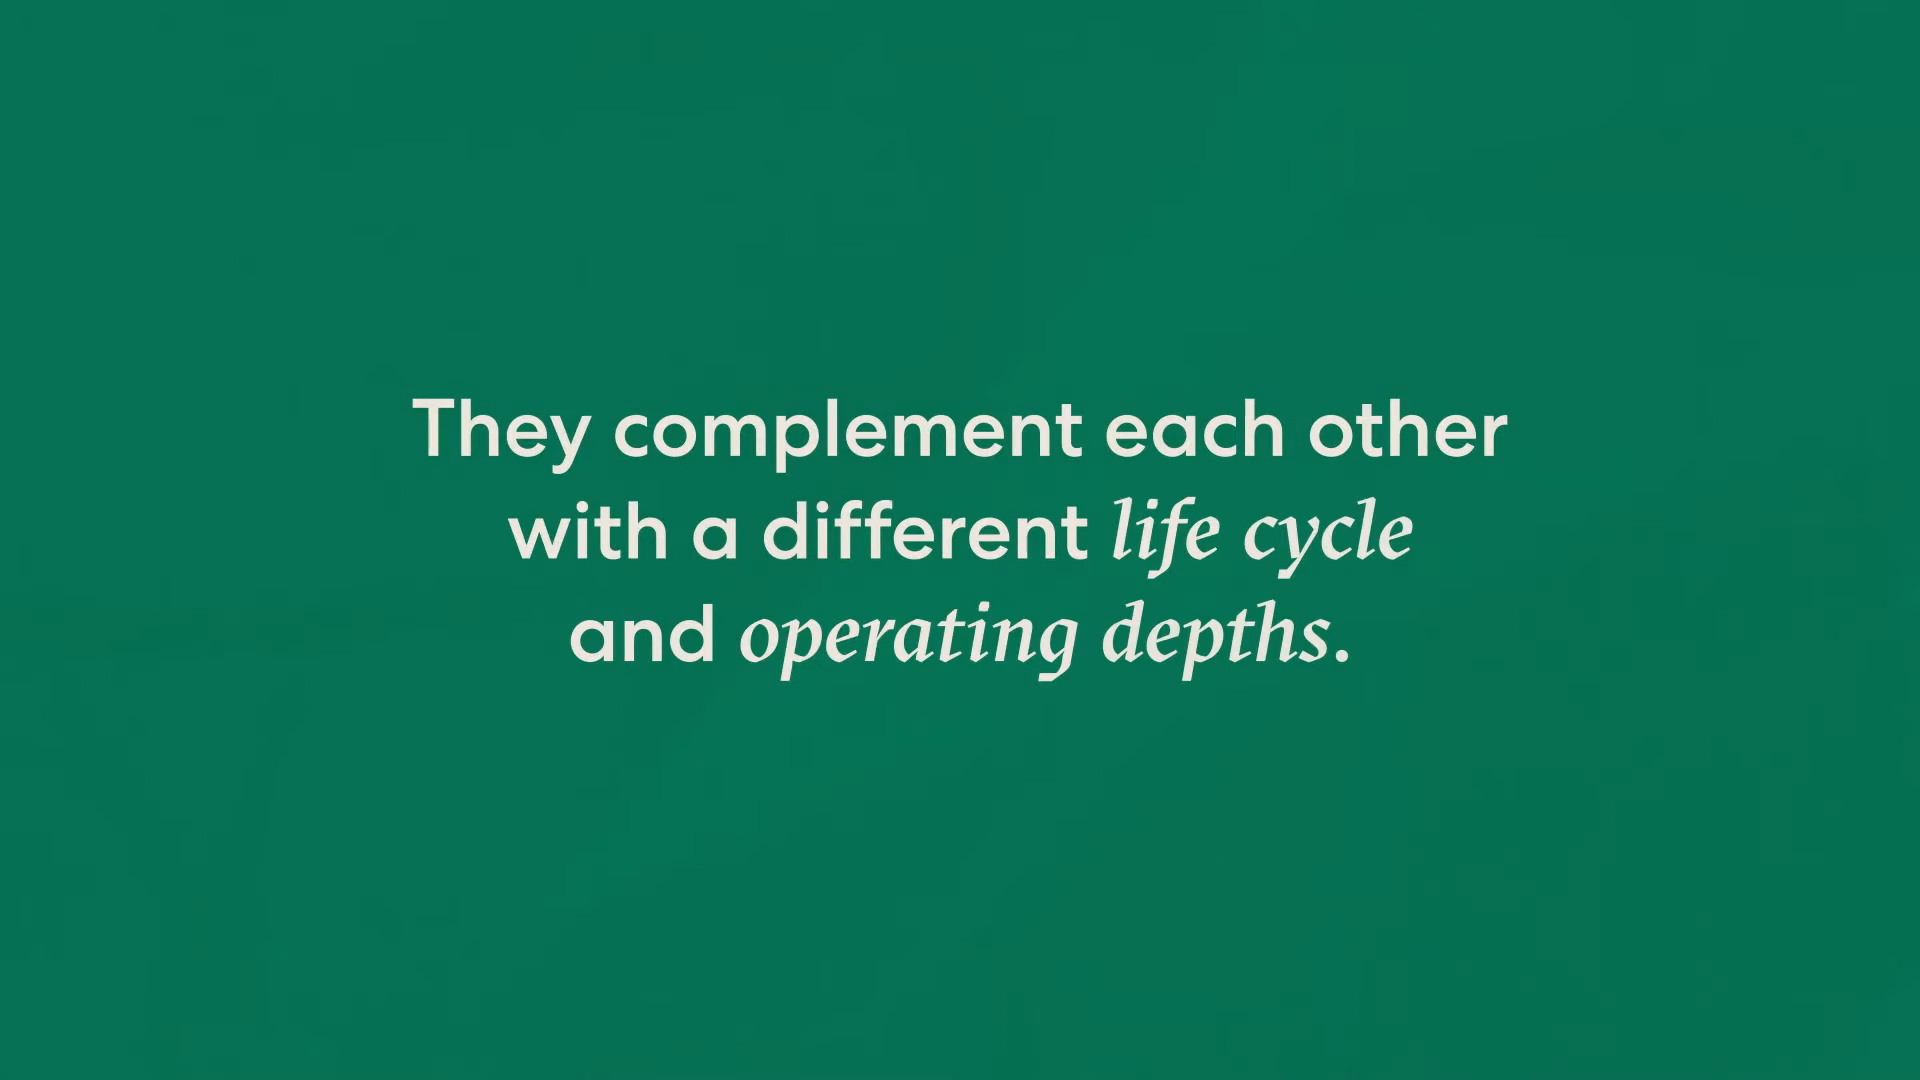 They complement each other
with a different life cycle
and operating depths.